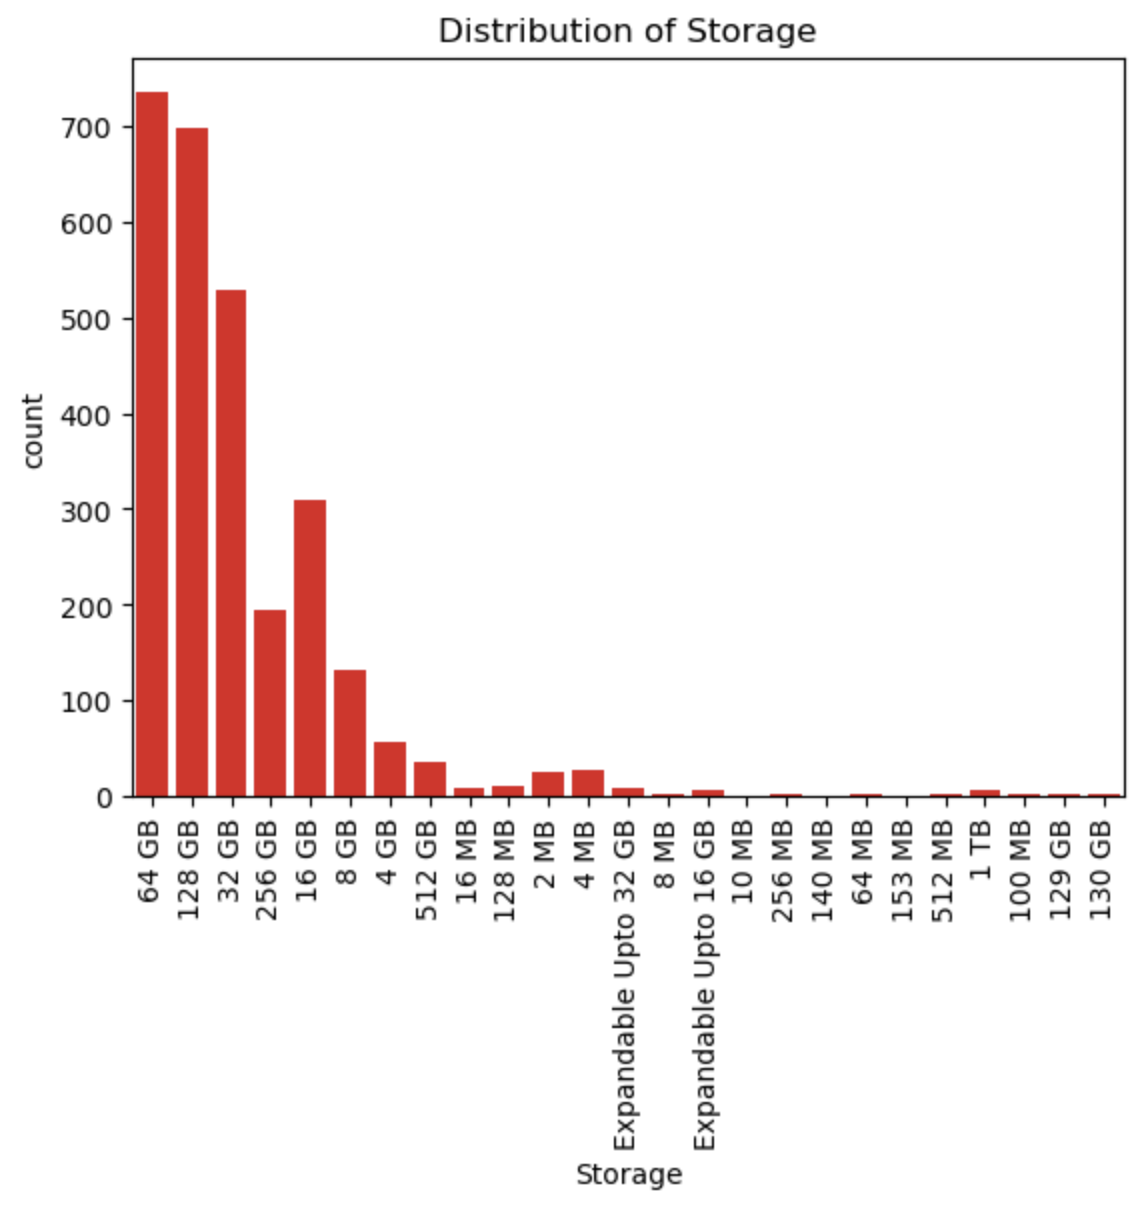 Distribution of Storage
700
600
500
400
300
200
100
0
count
64 GB
128 GB
32 GB
256 GB
16 GB
8 GB
4 GB
512 GB
16 MB
128 MB
2 MB
4 MB
Expandable Upto 32 GB
8 MB
Expandable Upto 16 GB
10 MB
256 MB
140 MB
64 MB
153 MB
512 MB
1 TB
100 MB
129 GB
130 GB
Storage